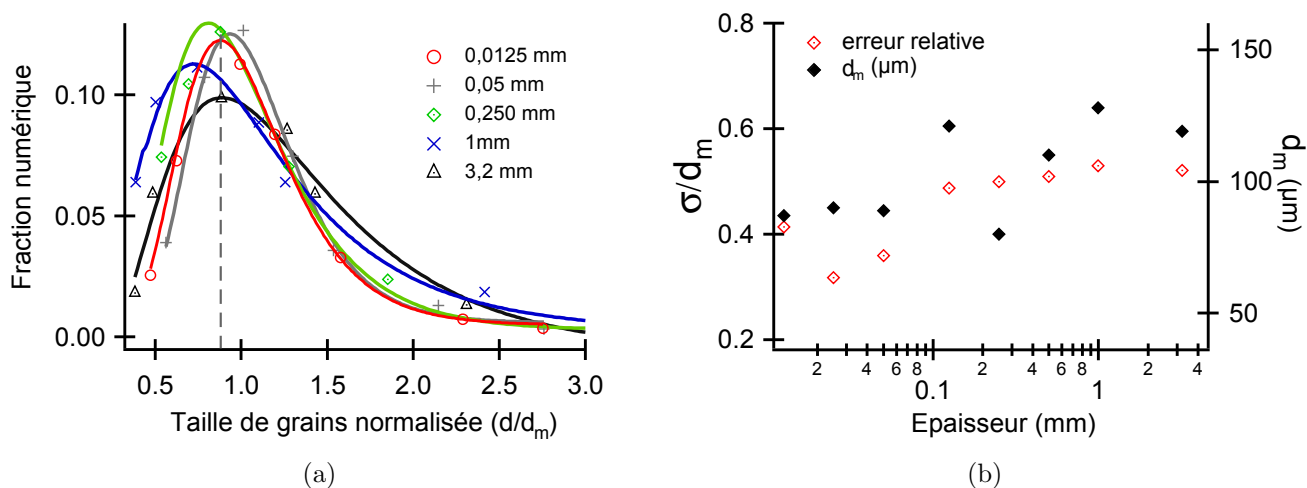 0.10
0.05
0.00
Fraction numérique
0.5 1.0 1.5 2.0 2.5 3.0
Taille de grains normalisée (d/dm)
0,0125 mm
0,05 mm
0,250 mm
1mm
3,2 mm
(a)
0.8
0.6
0.4
0.2
σ/dm
erreur relative
dm (µm)
150
100
50
dm (µm)
2 4 6 8 0.1 2 4 6 8 1 2 4
Epaisseur (mm)
(b)